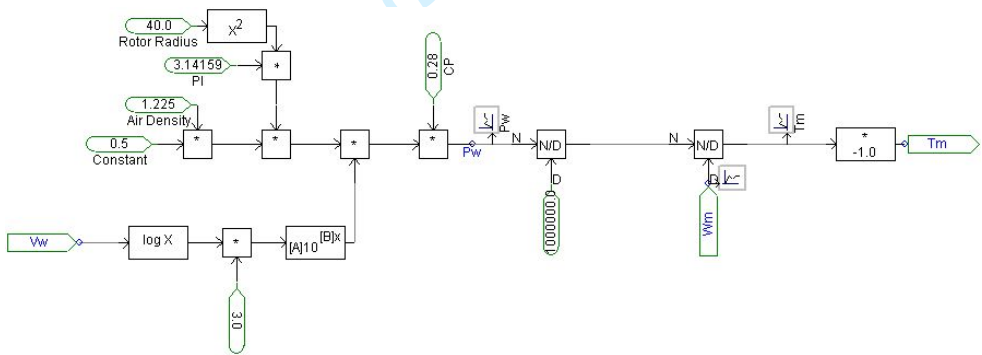 40.0
X2
Rotor Radius
3.14159
*
PI
0.28
CP
1.225
Air Density
0.5
Constant
*
*
*
*
Pw
Pw
N
N/D
D
1000000.0
N
N/D
D
Wm
Tm
*
-1.0
Tm
Vw
log X
*
[A]10[B]x
3.0